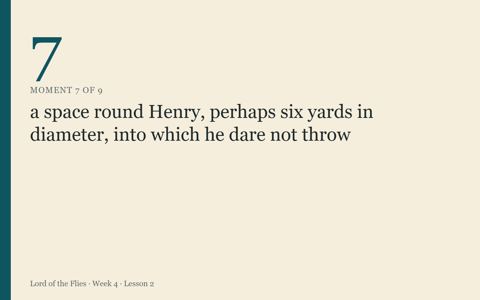 7
MOMENT 7 OF 9
a space round Henry, perhaps six yards in
diameter, into which he dare not throw
Lord of the Flies · Week 4 · Lesson 2